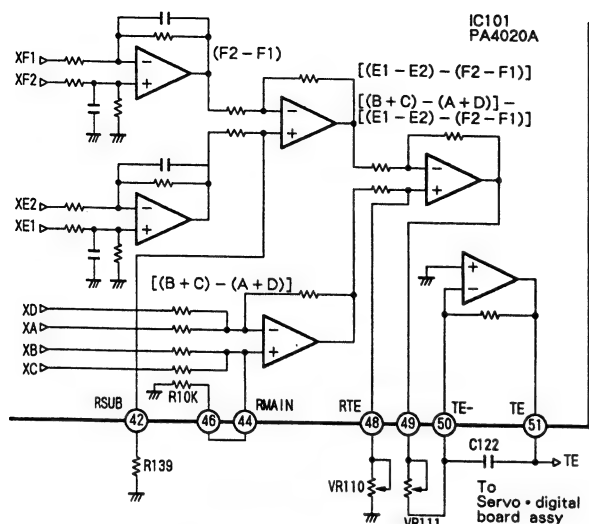 IC101
PA4020A
XF1
XF2
(F2-F1)
[(E1-E2)-(F2-F1)]
[(B+C)-(A+D)]-
[(E1-E2)-(F2-F1)]
XE2
XE1
[(B+C)-(A+D)]
XD
XA
XB
XC
R10K
RSUB
RMAIN
RTE
TE-
TE
42
46
44
48
49
50
51
C122
TE
R139
VR110
VR111
To
Servo•digital
board assy